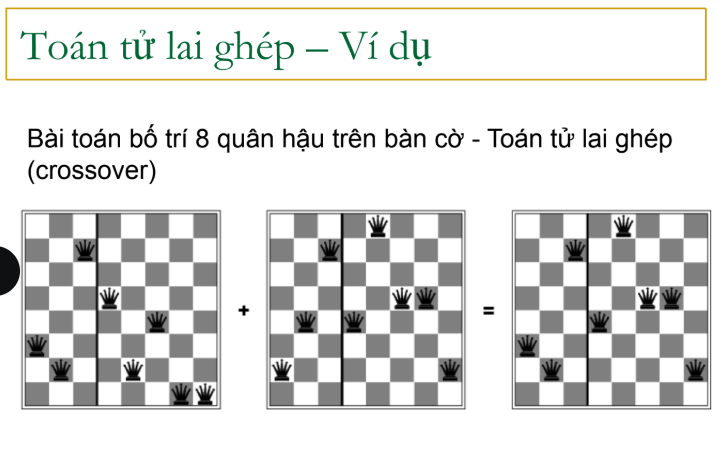 Toán tử lai ghép – Ví dụ
Bài toán bố trí 8 quân hậu trên bàn cờ - Toán tử lai ghép
(crossover)
+ =